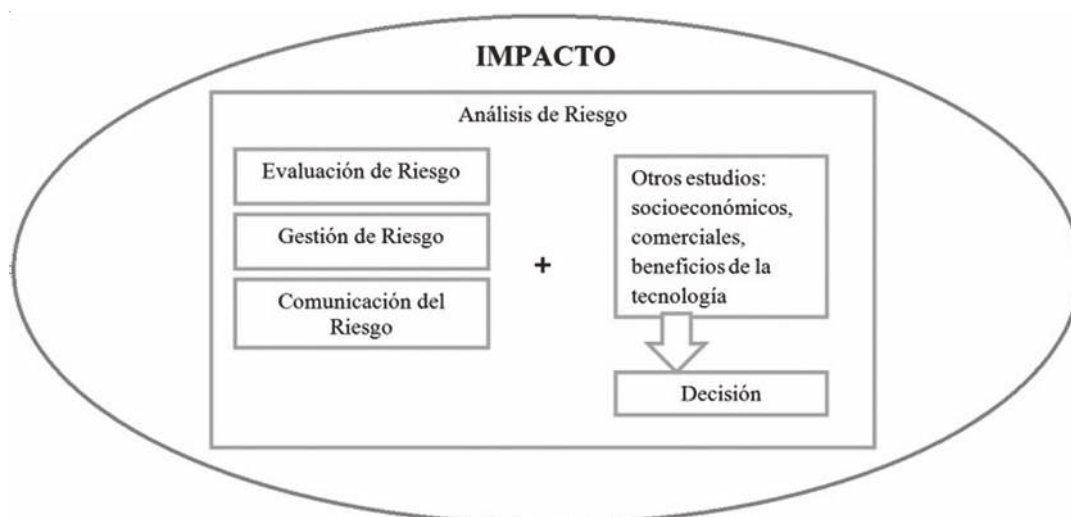 IMPACTO
Análisis de Riesgo
Evaluación de Riesgo
Gestión de Riesgo
Comunicación del
Riesgo
+
Otros estudios:
socioeconómicos,
comerciales,
beneficios de la
tecnología
Decisión